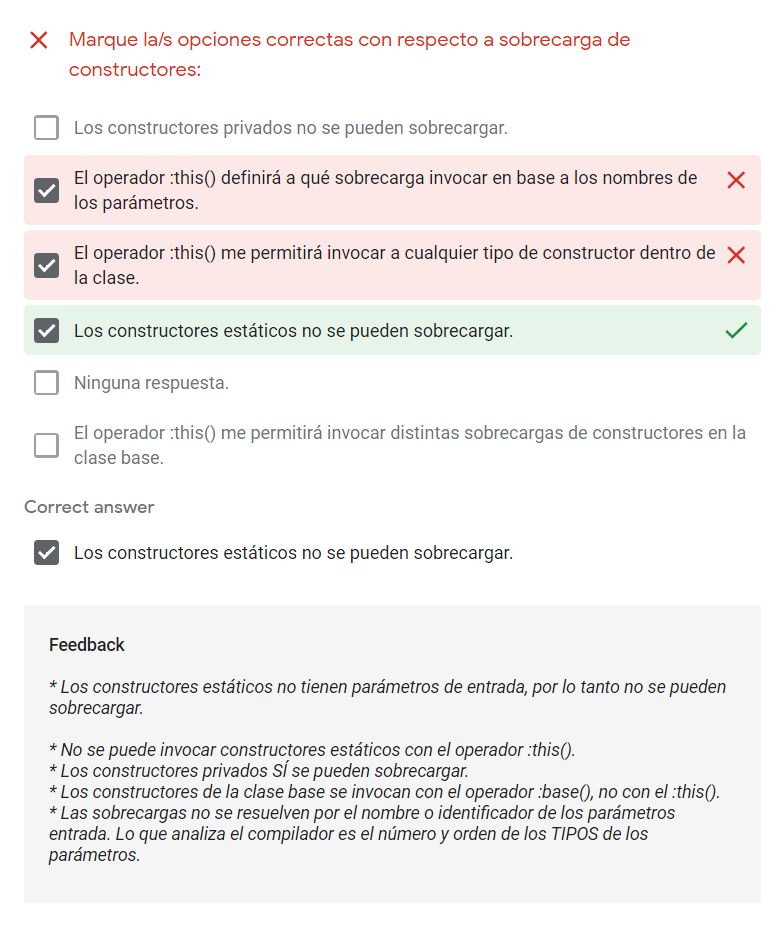 Marque la/s opciones correctas con respecto a sobrecarga de
constructores:
Los constructores privados no se pueden sobrecargar.
El operador :this() definirá a qué sobrecarga invocar en base a los nombres de
los parámetros.
El operador :this() me permitirá invocar a cualquier tipo de constructor dentro de
la clase.
Los constructores estáticos no se pueden sobrecargar.
Ninguna respuesta.
El operador :this() me permitirá invocar distintas sobrecargas de constructores en la
clase base.
Correct answer
Los constructores estáticos no se pueden sobrecargar.
Feedback
* Los constructores estáticos no tienen parámetros de entrada, por lo tanto no se pueden
sobrecargar.
* No se puede invocar constructores estáticos con el operador :this().
* Los constructores privados SÍ se pueden sobrecargar.
* Los constructores de la clase base se invocan con el operador :base(), no con el :this().
* Las sobrecargas no se resuelven por el nombre o identificador de los parámetros
entrada. Lo que analiza el compilador es el número y orden de los TIPOS de los
parámetros.